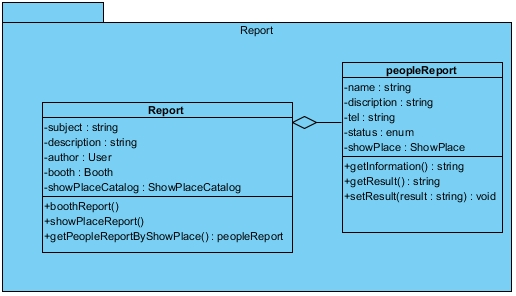 Report
peopleReport
-name : string
-discription : string
-tel : string
-status : enum
-showPlace : ShowPlace
+getInformation() : string
+getResult() : string
+setResult(result : string) : void
Report
-subject : string
-description : string
-author : User
-booth : Booth
-showPlaceCatalog : ShowPlaceCatalog
+boothReport()
+showPlaceReport()
+getPeopleReportByShowPlace() : peopleReport